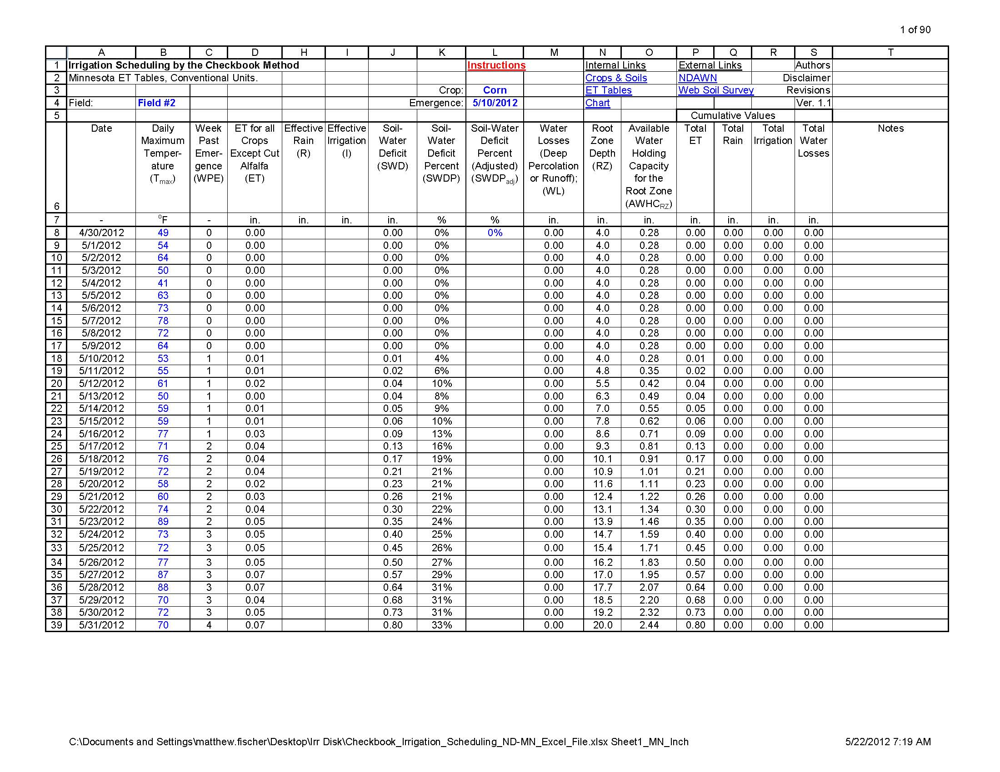 1 of 90
A B C D H I J K L M N O P Q R S T
1 Irrigation Scheduling by the Checkbook Method Instructions Internal Links External Links Authors
2 Minnesota ET Tables, Conventional Units. Crops & Soils NDAWN Disclaimer
3 Crop: Corn ET Tables Web Soil Survey Revisions
4 Field: Field #2 Emergence: 5/10/2012 Chart Ver. 1.1
5 Cumulative Values
Date Daily Week ET for all Effective Effective Soil- Soil- Soil-Water Water Root Available Total Total Total Total Notes
Maximum Past Crops Rain Irrigation Water Water Deficit Losses Zone Water ET Rain Irrigation Water
Temper- Emer- Except Cut (R) (I) Deficit Deficit Percent (Deep Depth Holding Losses
ature gence Alfalfa (SWD) Percent (Adjusted) Percolation (RZ) Capacity
(Tmax) (WPE) (ET) (SWDP) (SWDPadj) or Runoff); for the
(WL) Root Zone
6 (AWHCRZ)
7 - °F - in. in. in. in. % % in. in. in. in. in. in. in.
8 4/30/2012 49 0 0.00 0.00 0% 0% 0.00 4.0 0.28 0.00 0.00 0.00 0.00
9 5/1/2012 54 0 0.00 0.00 0% 0.00 4.0 0.28 0.00 0.00 0.00 0.00
10 5/2/2012 64 0 0.00 0.00 0% 0.00 4.0 0.28 0.00 0.00 0.00 0.00
11 5/3/2012 50 0 0.00 0.00 0% 0.00 4.0 0.28 0.00 0.00 0.00 0.00
12 5/4/2012 41 0 0.00 0.00 0% 0.00 4.0 0.28 0.00 0.00 0.00 0.00
13 5/5/2012 63 0 0.00 0.00 0% 0.00 4.0 0.28 0.00 0.00 0.00 0.00
14 5/6/2012 73 0 0.00 0.00 0% 0.00 4.0 0.28 0.00 0.00 0.00 0.00
15 5/7/2012 78 0 0.00 0.00 0% 0.00 4.0 0.28 0.00 0.00 0.00 0.00
16 5/8/2012 72 0 0.00 0.00 0% 0.00 4.0 0.28 0.00 0.00 0.00 0.00
17 5/9/2012 64 0 0.00 0.00 0% 0.00 4.0 0.28 0.00 0.00 0.00 0.00
18 5/10/2012 53 1 0.01 0.01 4% 0.00 4.0 0.28 0.01 0.00 0.00 0.00
19 5/11/2012 55 1 0.01 0.02 6% 0.00 4.8 0.35 0.02 0.00 0.00 0.00
20 5/12/2012 61 1 0.02 0.04 10% 0.00 5.5 0.42 0.04 0.00 0.00 0.00
21 5/13/2012 50 1 0.00 0.04 8% 0.00 6.3 0.49 0.04 0.00 0.00 0.00
22 5/14/2012 59 1 0.01 0.05 9% 0.00 7.0 0.55 0.05 0.00 0.00 0.00
23 5/15/2012 59 1 0.01 0.06 10% 0.00 7.8 0.62 0.06 0.00 0.00 0.00
24 5/16/2012 77 1 0.03 0.09 13% 0.00 8.6 0.71 0.09 0.00 0.00 0.00
25 5/17/2012 71 2 0.04 0.13 16% 0.00 9.3 0.81 0.13 0.00 0.00 0.00
26 5/18/2012 76 2 0.04 0.17 19% 0.00 10.1 0.91 0.17 0.00 0.00 0.00
27 5/19/2012 72 2 0.04 0.21 21% 0.00 10.9 1.01 0.21 0.00 0.00 0.00
28 5/20/2012 58 2 0.02 0.23 21% 0.00 11.6 1.11 0.23 0.00 0.00 0.00
29 5/21/2012 60 2 0.03 0.26 21% 0.00 12.4 1.22 0.26 0.00 0.00 0.00
30 5/22/2012 74 2 0.04 0.30 22% 0.00 13.1 1.34 0.30 0.00 0.00 0.00
31 5/23/2012 89 2 0.05 0.35 24% 0.00 13.9 1.46 0.35 0.00 0.00 0.00
32 5/24/2012 73 3 0.05 0.40 25% 0.00 14.7 1.59 0.40 0.00 0.00 0.00
33 5/25/2012 72 3 0.05 0.45 26% 0.00 15.4 1.71 0.45 0.00 0.00 0.00
34 5/26/2012 77 3 0.05 0.50 27% 0.00 16.2 1.83 0.50 0.00 0.00 0.00
35 5/27/2012 87 3 0.07 0.57 29% 0.00 17.0 1.95 0.57 0.00 0.00 0.00
36 5/28/2012 88 3 0.07 0.64 31% 0.00 17.7 2.07 0.64 0.00 0.00 0.00
37 5/29/2012 70 3 0.04 0.68 31% 0.00 18.5 2.20 0.68 0.00 0.00 0.00
38 5/30/2012 72 3 0.05 0.73 31% 0.00 19.2 2.32 0.73 0.00 0.00 0.00
39 5/31/2012 70 4 0.07 0.80 33% 0.00 20.0 2.44 0.80 0.00 0.00 0.00
C:\Documents and Settings\matthew.fischer\Desktop\Irr Disk\Checkbook_Irrigation_Scheduling_ND-MN_Excel_File.xlsx Sheet1_MN_Inch 5/22/2012 7:19 AM